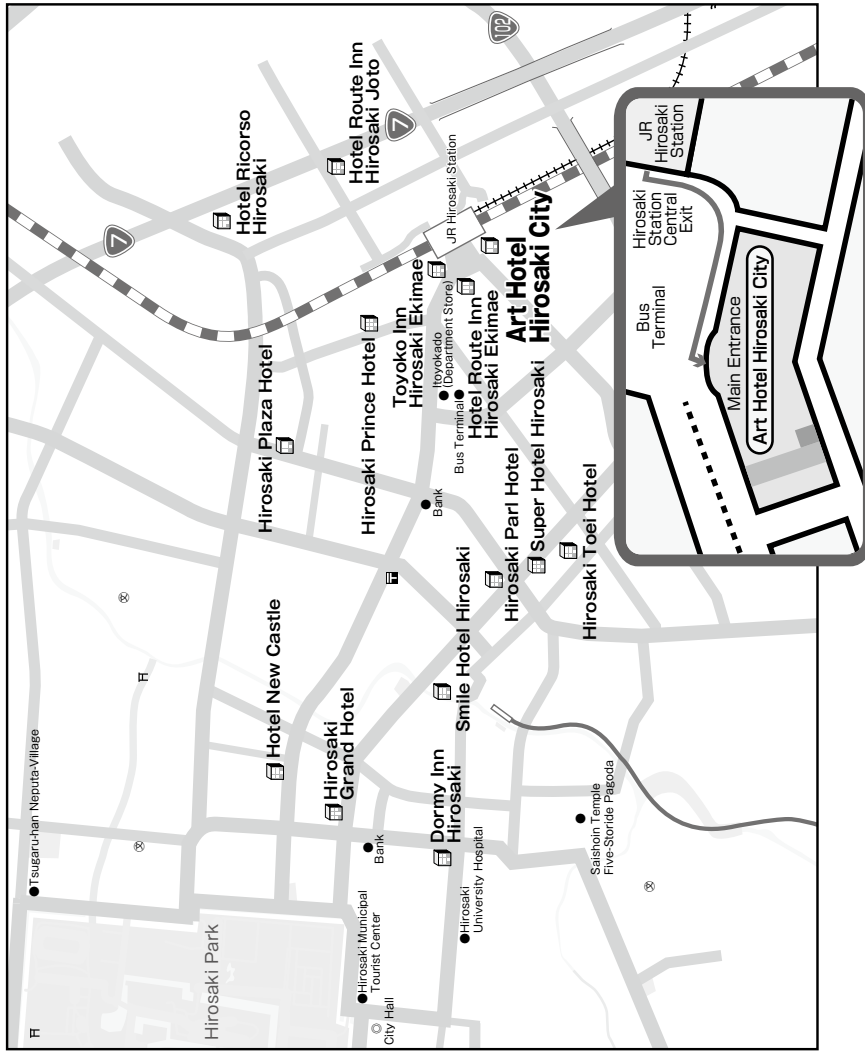 Tsugaru-han Neputa-Village
Hirosaki Park
Hirosaki Municipal
Tourist Center
City Hall
Bank
Hirosaki
University Hospital
Saishoin Temple
Five-Storide Pagoda
Hotel New Castle
Hirosaki
Grand Hotel
Dormy Inn
Hirosaki
Smile Hotel Hirosaki
Hirosaki Parl Hotel
Super Hotel Hirosaki
Hirosaki Toei Hotel
Bank
Hirosaki Plaza Hotel
Hirosaki Prince Hotel
Toyoko Inn
Hirosaki Ekimae
Itoyokado
(Department Store)
Bus Terminal
Hotel Route Inn
Hirosaki Ekimae
Art Hotel
Hirosaki City
JR Hirosaki Station
Hotel Ricorso
Hirosaki
Hotel Route Inn
Hirosaki Joto
7
7
102
Bus
Terminal
Hirosaki
Station
Central
Exit
JR
Hirosaki
Station
Main Entrance
Art Hotel Hirosaki City